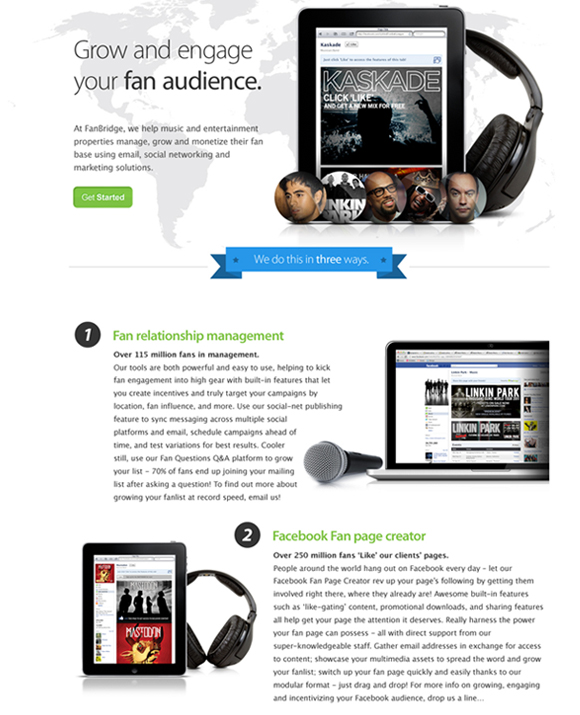 Grow and engage
your fan audience.
At FanBridge, we help music and entertainment
properties manage, grow and monetize their fan
base using email, social networking and
marketing solutions.
Get Started
Kaskade
Just click 'like' to access the features of this tab!
KASKADE
CLICK 'LIKE'
AND GET A NEW MIX FOR FREE
LINKIN
PARK
We do this in three ways.
1
Fan relationship management
Over 115 million fans in management.
Our tools are both powerful and easy to use, helping to kick
fan engagement into high gear with built-in features that let
you create incentives and truly target your campaigns by
location, fan influence, and more. Use our social-net publishing
feature to sync messaging across multiple social
platforms and email, schedule campaigns ahead of
time, and test variations for best results. Cooler
still, use our Fan Questions Q&A platform to grow
your list - 70% of fans end up joining your mailing
list after asking a question! To find out more about
growing your fanlist at record speed, email us!
facebook
Linkin Park
LINKIN PARK
LINKIN PARK
2
Facebook Fan page creator
Over 250 million fans 'Like' our clients' pages.
People around the world hang out on Facebook every day - let our
Facebook Fan Page Creator rev up your page's following by getting them
involved right there, where they already are! Awesome built-in features
such as 'like-gating' content, promotional downloads, and sharing features
all help get your page the attention it deserves. Really harness the power
your fan page can possess - all with direct support from our
super-knowledgeable staff. Gather email addresses in exchange for access
to content; showcase your multimedia assets to spread the word and grow
your fanlist; switch up your fan page quickly and easily thanks to our
modular format - just drag and drop! For more info on growing, engaging
and incentivizing your Facebook audience, drop us a line...
MASTODON
MASTODON